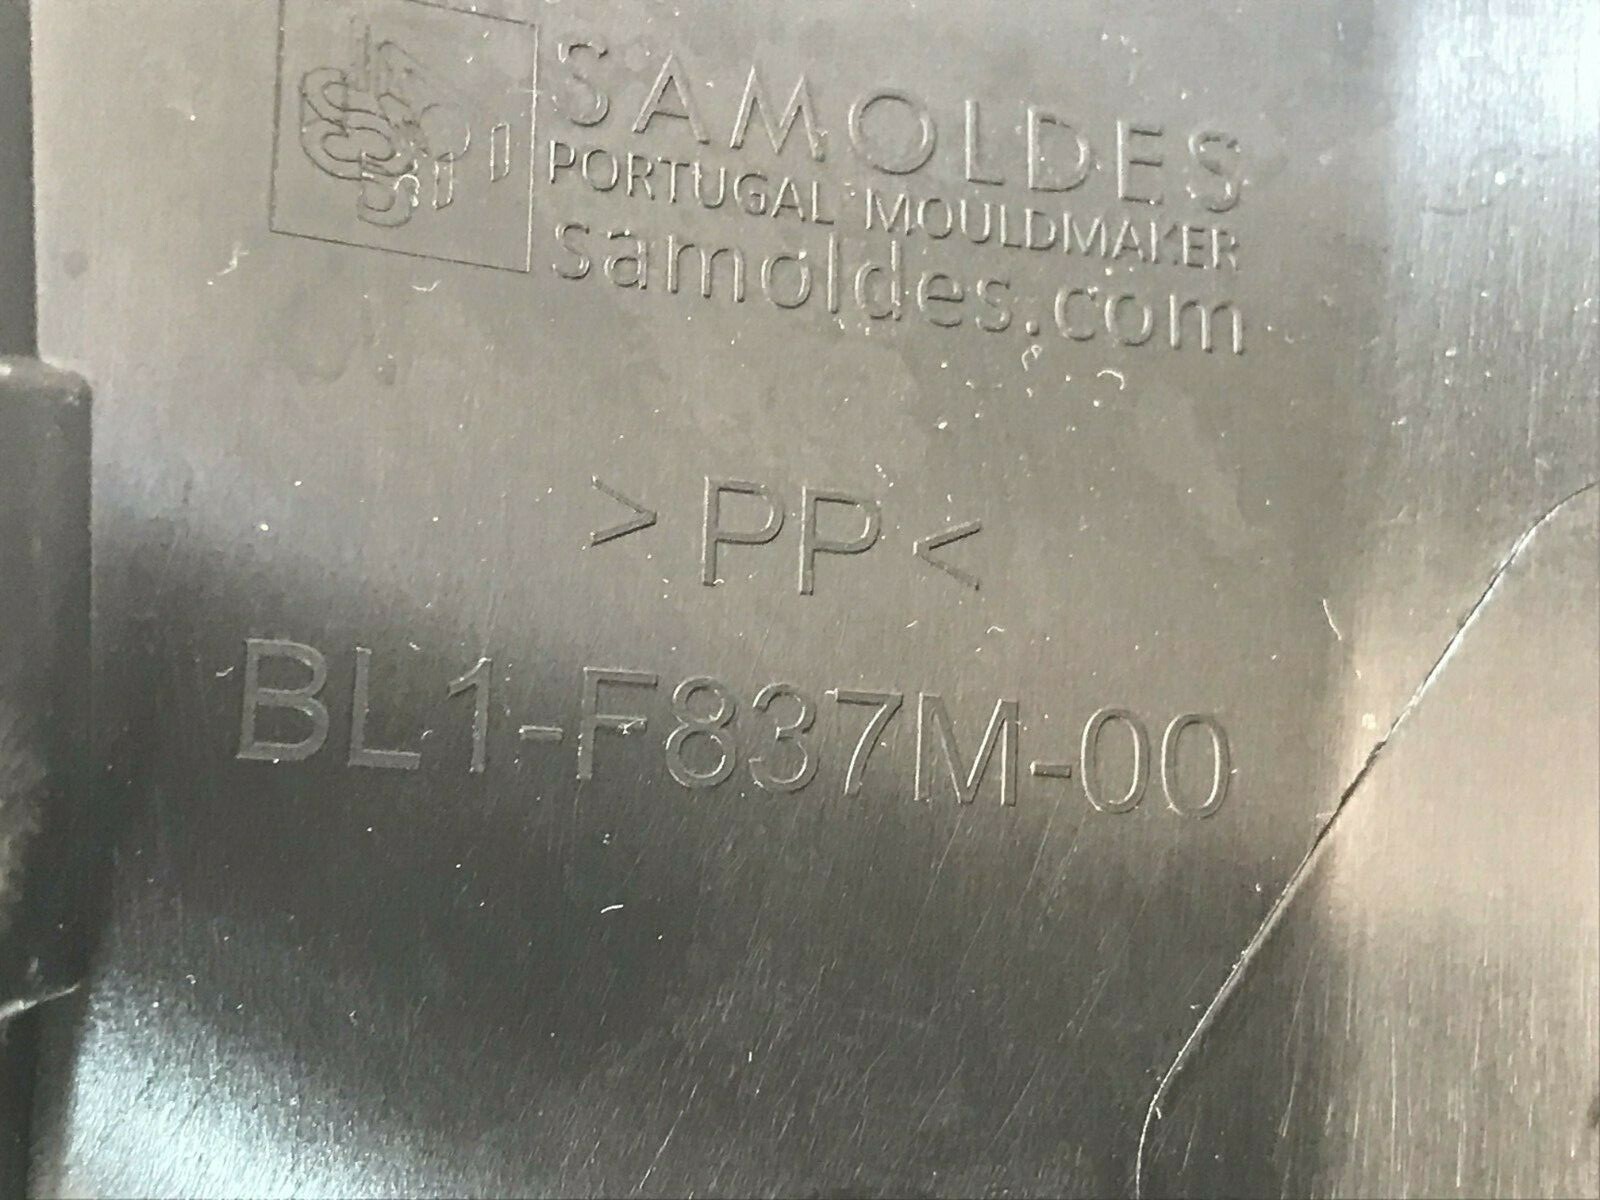 SAMOLDES
PORTUGAL MOULDMAKER
samoldes.com
>PP<
BL1-F837M-00